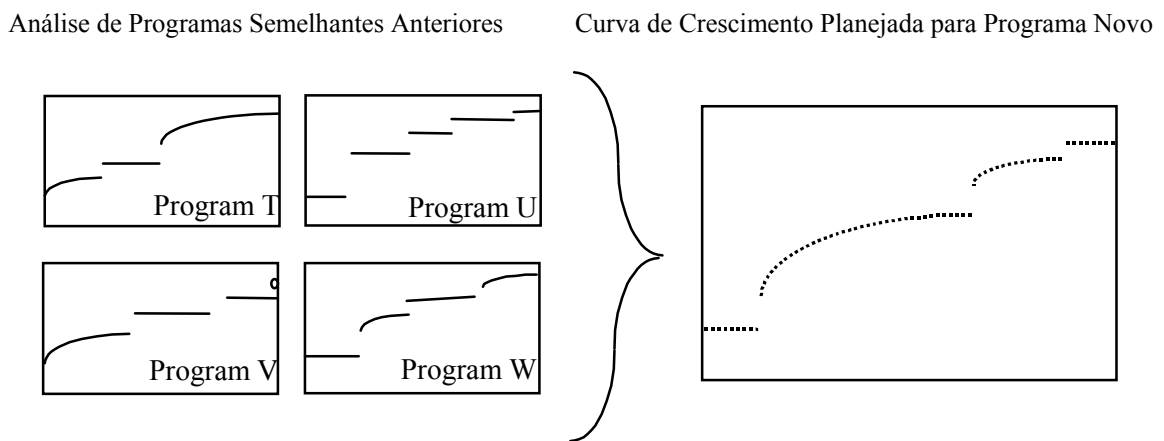 Análise de Programas Semelhantes Anteriores
Curva de Crescimento Planejada para Programa Novo
Program T
Program U
Program V
Program W